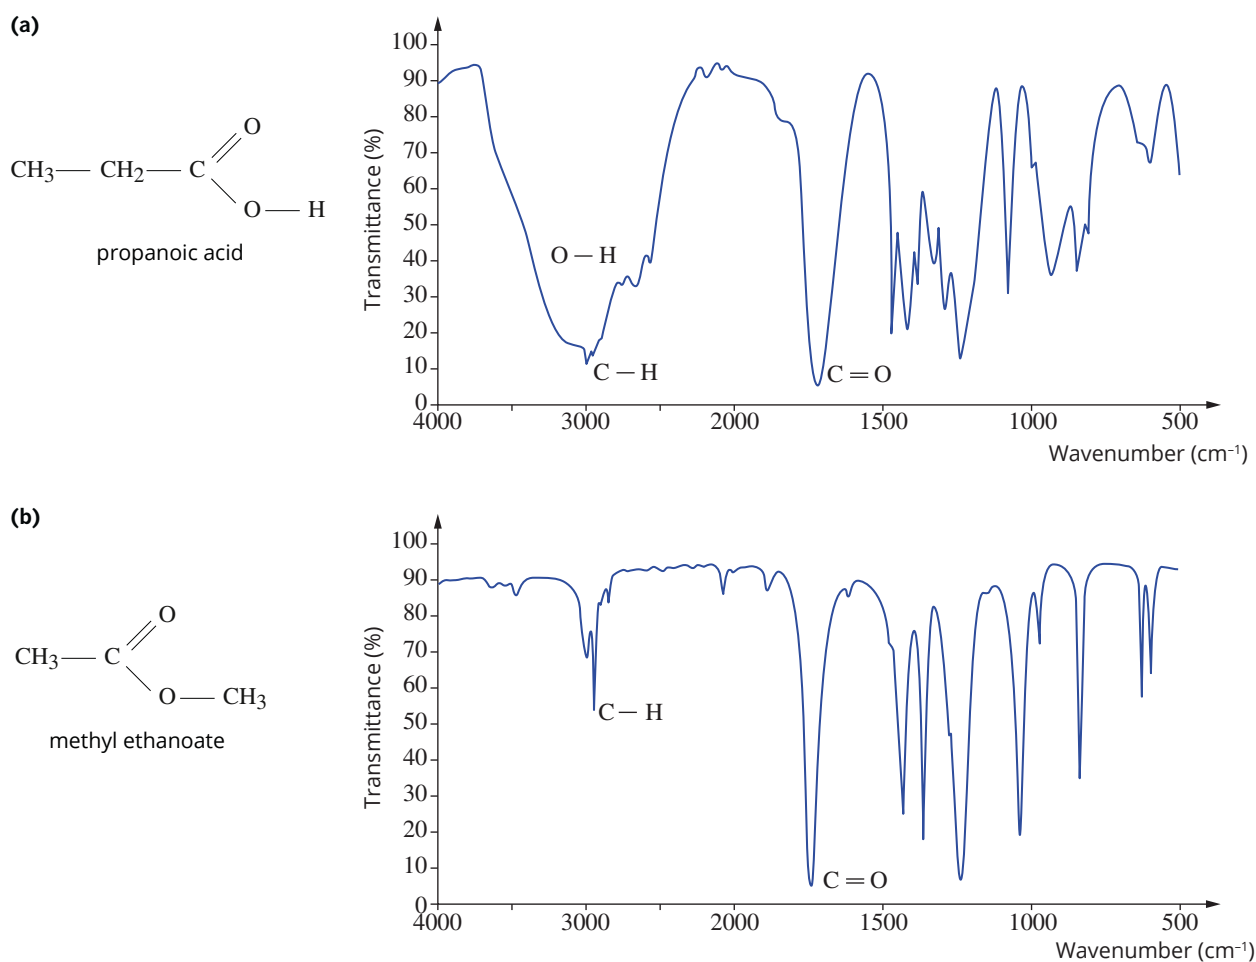 (a)
CH3 — CH2 — C
O
O — H
propanoic acid
Transmittance (%)
100
90
80
70
60
50
40
30
20
10
0
O — H
C — H
C = O
4000 3000 2000 1500 1000 500
Wavenumber (cm⁻¹)
(b)
O
CH3 — C
O — CH3
methyl ethanoate
Transmittance (%)
100
90
80
70
60
50
40
30
20
10
0
C — H
C = O
4000 3000 2000 1500 1000 500
Wavenumber (cm⁻¹)